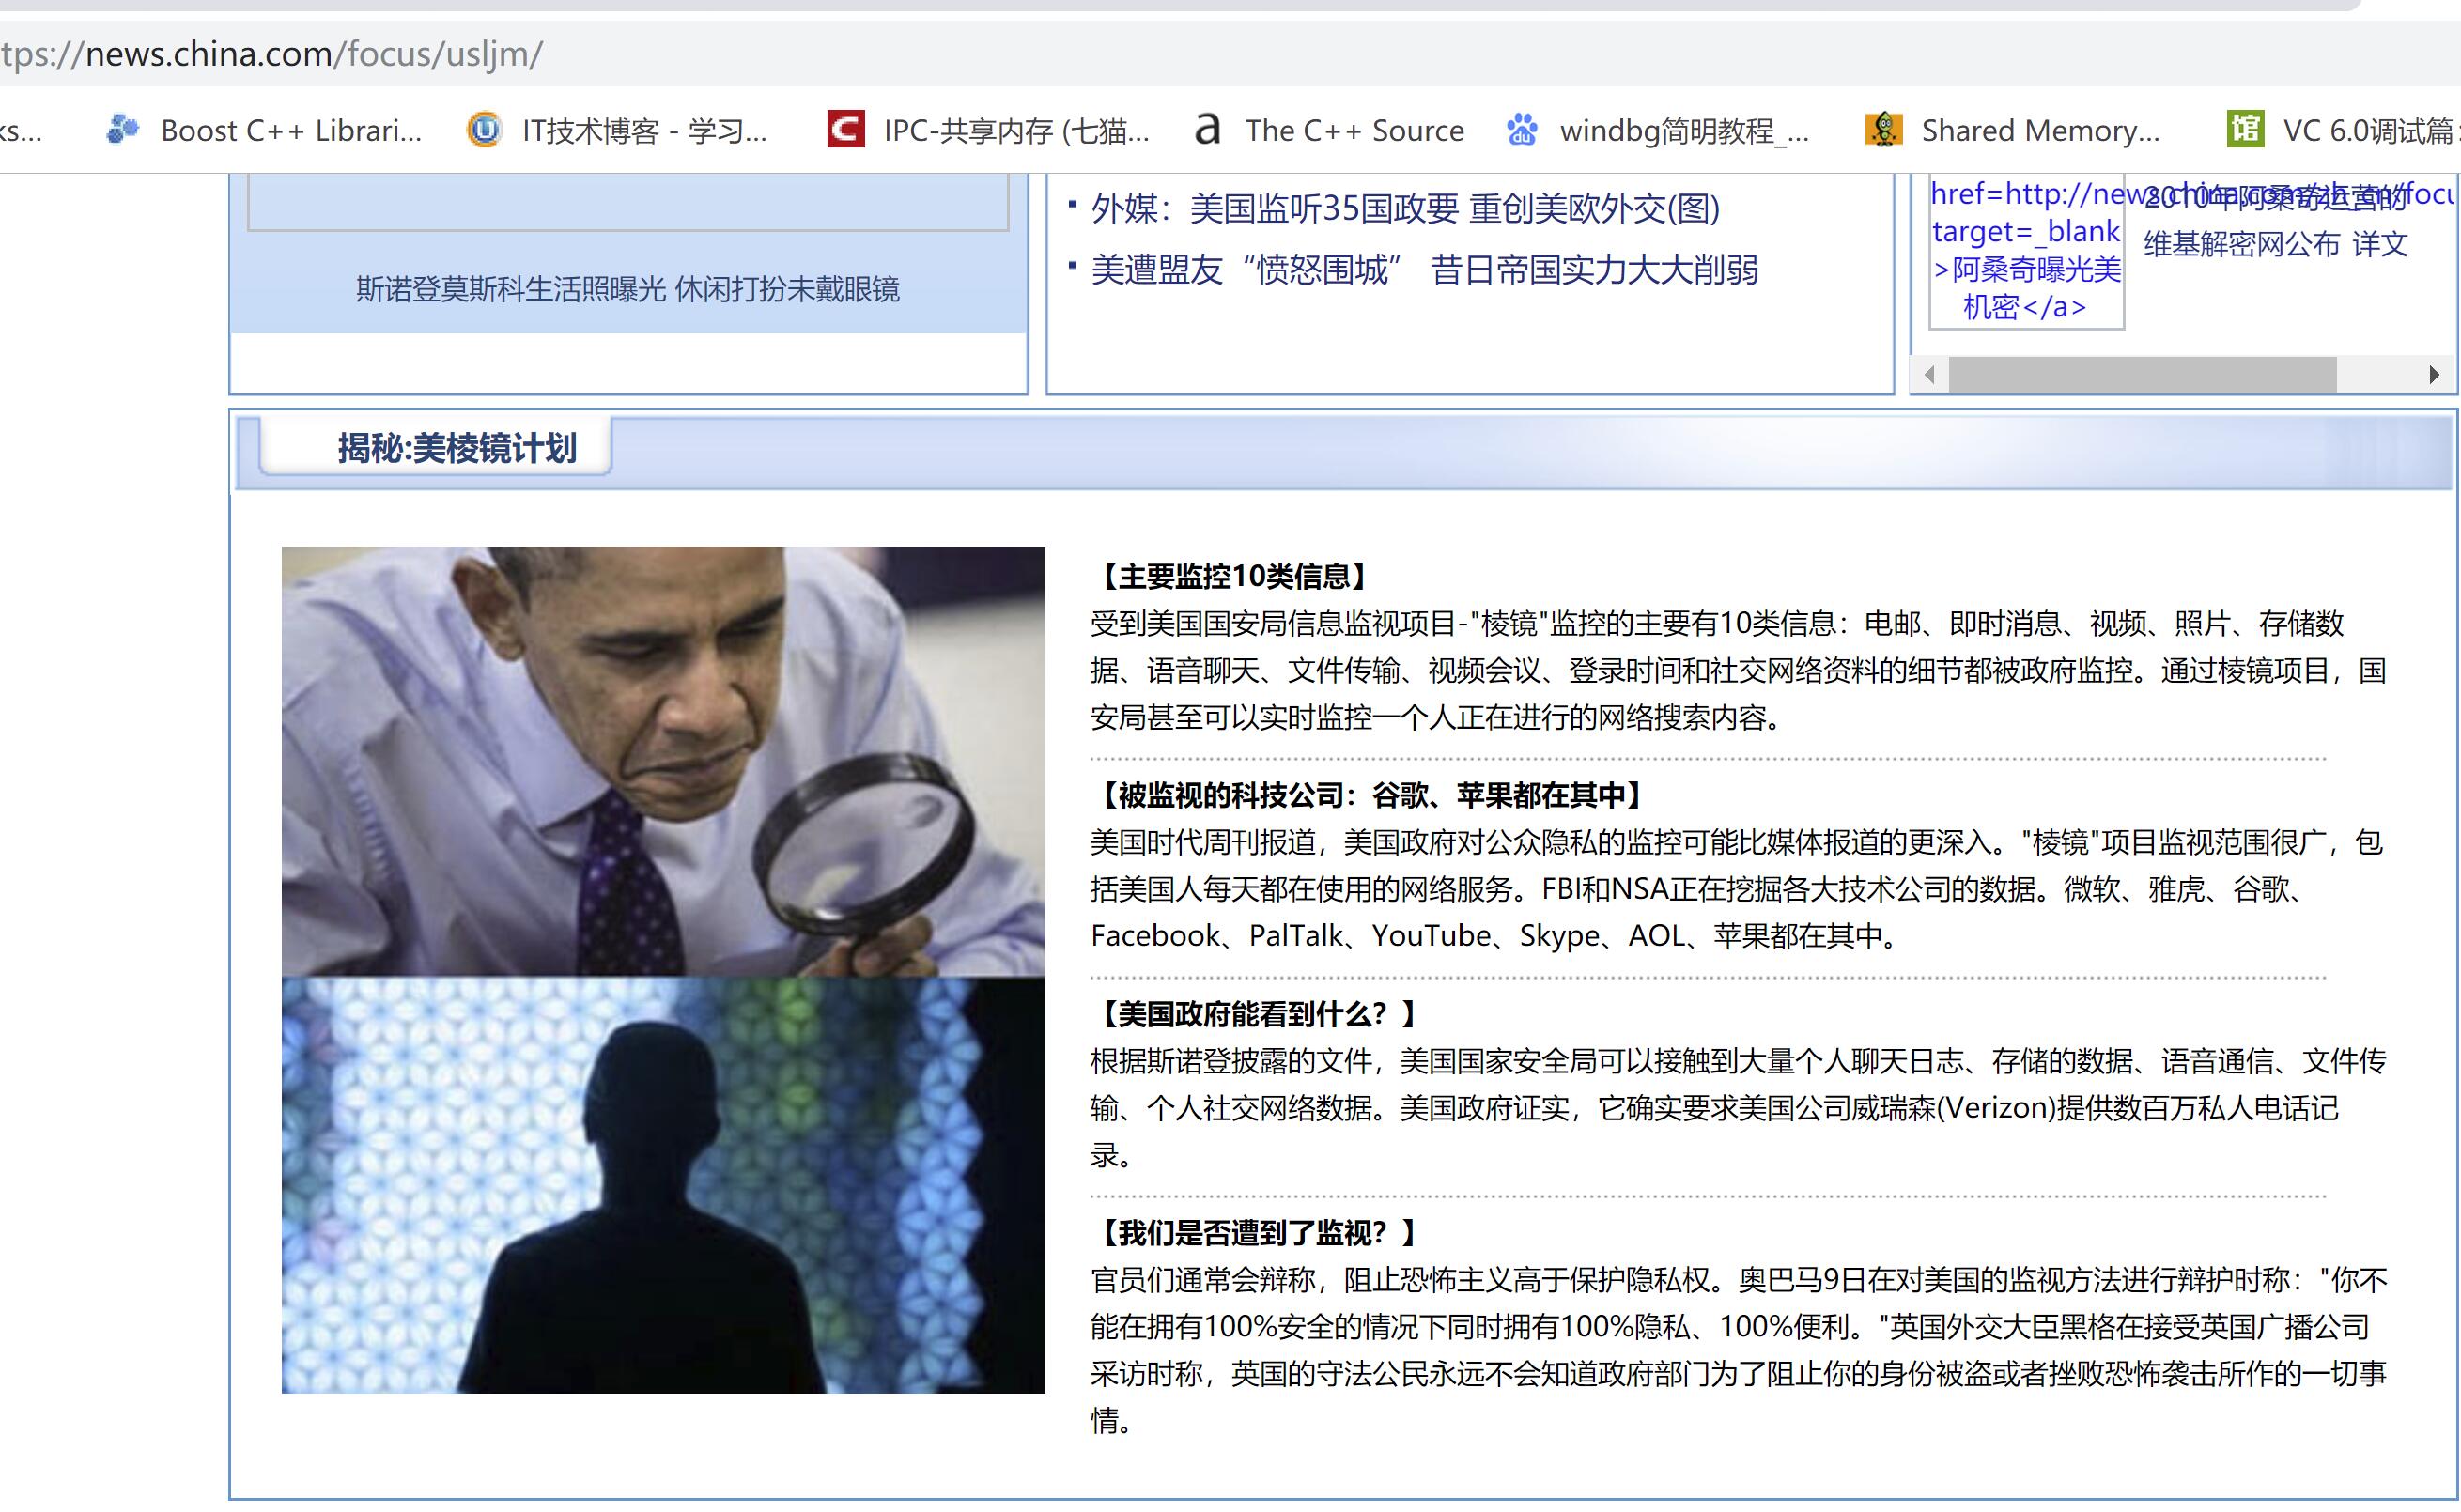 tps://news.china.com/focus/usljm/
ks... Boost C++ Librari... IT技术博客 - 学习... IPC-共享内存 (七猫... The C++ Source windbg简明教程_... Shared Memory... VC 6.0调试篇:
斯诺登莫斯科生活照曝光 休闲打扮未戴眼镜
外媒：美国监听35国政要 重创美欧外交(图)
美遭盟友“愤怒围城” 昔日帝国实力大大削弱
href=http://news.china.com/zh_cn/focu
target=_blank
>阿桑奇曝光美
机密</a>
2010年阿桑奇运营的
维基解密网公布 详文
揭秘:美棱镜计划
【主要监控10类信息】
受到美国国安局信息监视项目-"棱镜"监控的主要有10类信息：电邮、即时消息、视频、照片、存储数
据、语音聊天、文件传输、视频会议、登录时间和社交网络资料的细节都被政府监控。通过棱镜项目，国
安局甚至可以实时监控一个人正在进行的网络搜索内容。
【被监视的科技公司：谷歌、苹果都在其中】
美国时代周刊报道，美国政府对公众隐私的监控可能比媒体报道的更深入。"棱镜"项目监视范围很广，包
括美国人每天都在使用的网络服务。FBI和NSA正在挖掘各大技术公司的数据。微软、雅虎、谷歌、
Facebook、PalTalk、YouTube、Skype、AOL、苹果都在其中。
【美国政府能看到什么？】
根据斯诺登披露的文件，美国国家安全局可以接触到大量个人聊天日志、存储的数据、语音通信、文件传
输、个人社交网络数据。美国政府证实，它确实要求美国公司威瑞森(Verizon)提供数百万私人电话记
录。
【我们是否遭到了监视？】
官员们通常会辩称，阻止恐怖主义高于保护隐私权。奥巴马9日在对美国的监视方法进行辩护时称："你不
能在拥有100%安全的情况下同时拥有100%隐私、100%便利。"英国外交大臣黑格在接受英国广播公司
采访时称，英国的守法公民永远不会知道政府部门为了阻止你的身份被盗或者挫败恐怖袭击所作的一切事
情。